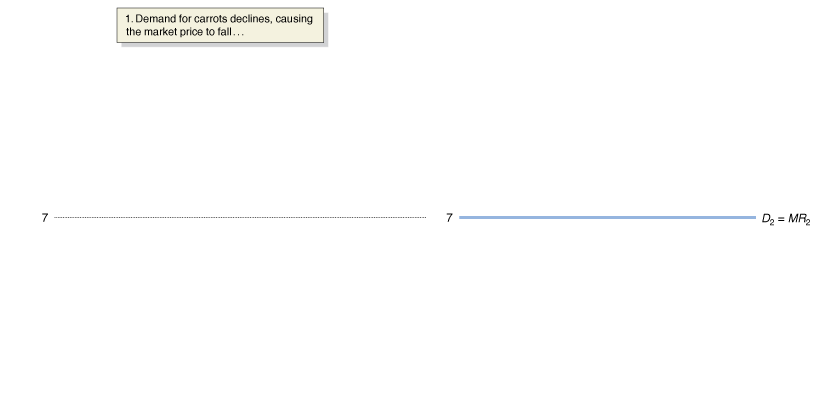 1. Demand for carrots declines, causing
the market price to fall...
7
7
D₂ = MR₂